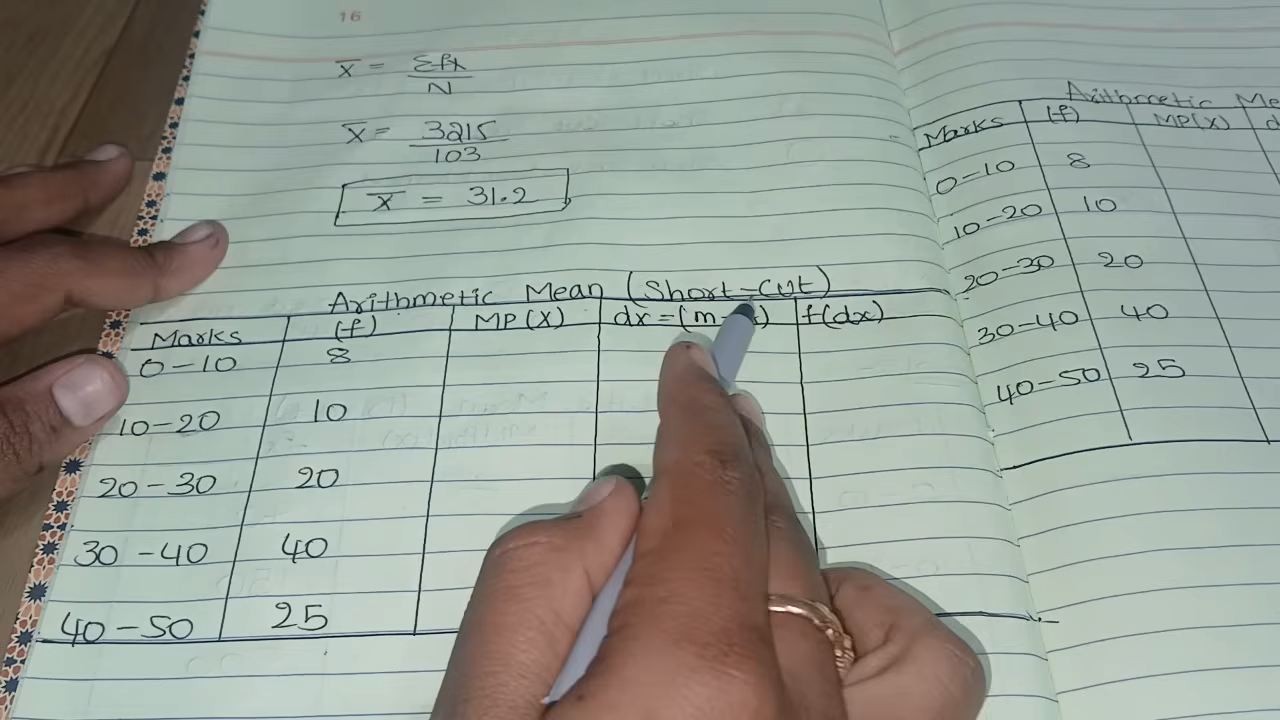 16
x̄ = Σfx
N
x̄ = 3215
103
x̄ = 31.2
Arithmetic Mean (Short-Cut)
Marks (f) MP(X) dx=(m- ) f(dx)
0-10 8
10-20 10
20-30 20
30-40 40
40-50 25
Arithmetic Me
Marks (f) MP(X) d
0-10 8
10-20 10
20-30 20
30-40 40
40-50 25